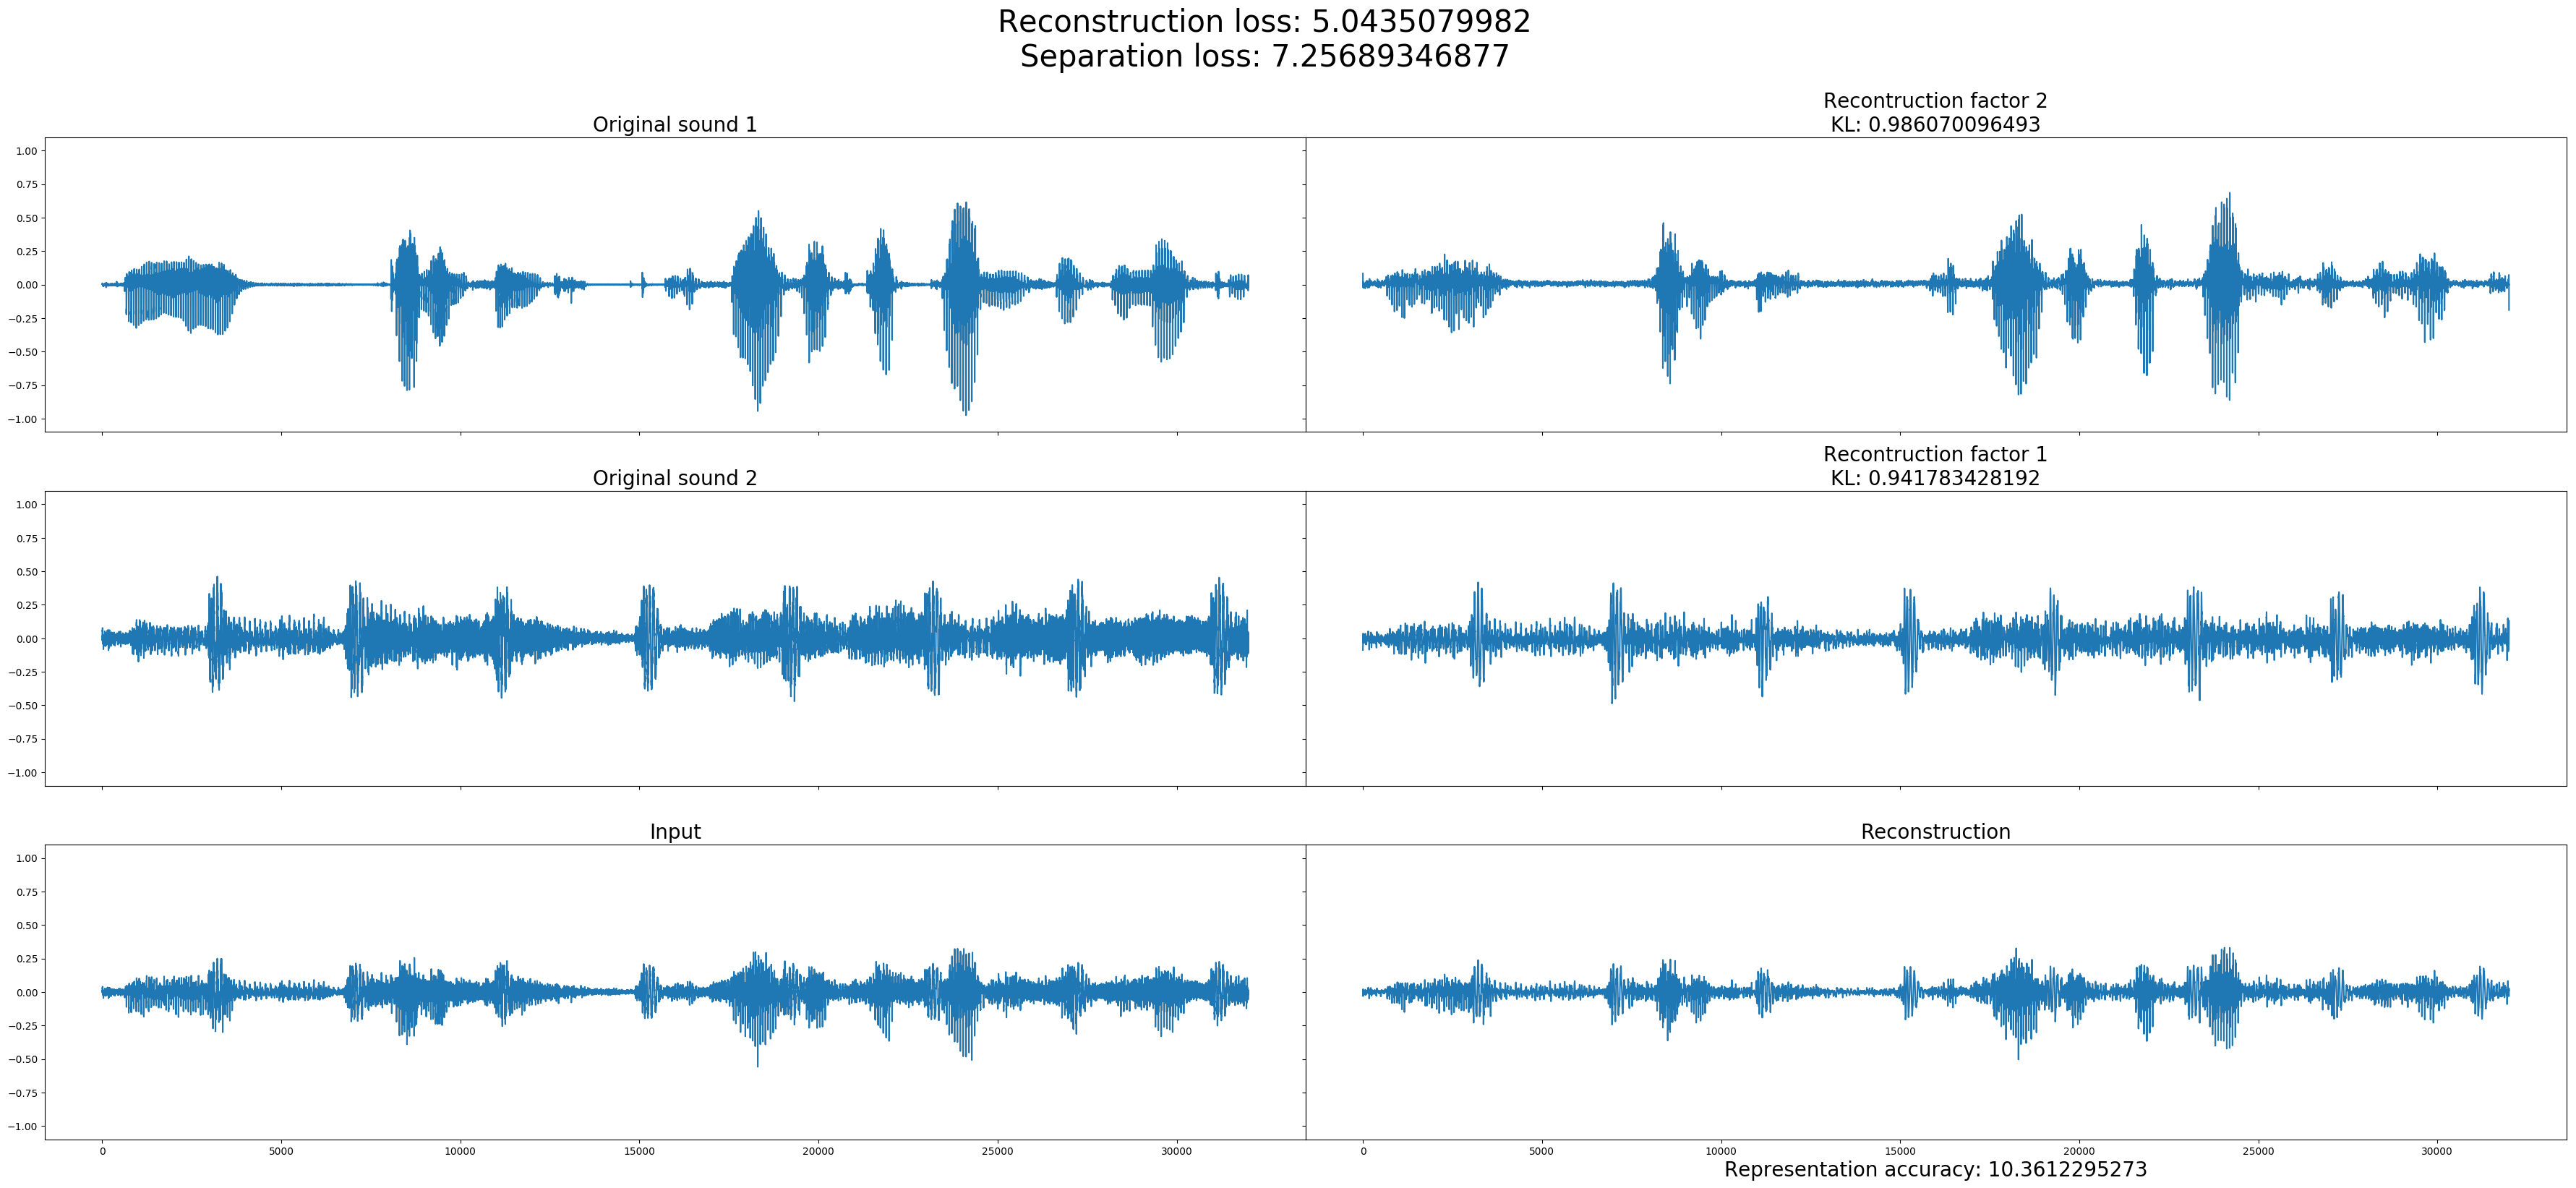 Reconstruction loss: 5.0435079982
Separation loss: 7.25689346877
Original sound 1
Recontruction factor 2
KL: 0.986070096493
1.00
0.75
0.50
0.25
0.00
−0.25
−0.50
−0.75
−1.00
Original sound 2
Recontruction factor 1
KL: 0.941783428192
1.00
0.75
0.50
0.25
0.00
−0.25
−0.50
−0.75
−1.00
Input
Reconstruction
1.00
0.75
0.50
0.25
0.00
−0.25
−0.50
−0.75
−1.00
0 5000 10000 15000 20000 25000 30000
0 5000 10000 15000 20000 25000 30000
Representation accuracy: 10.3612295273